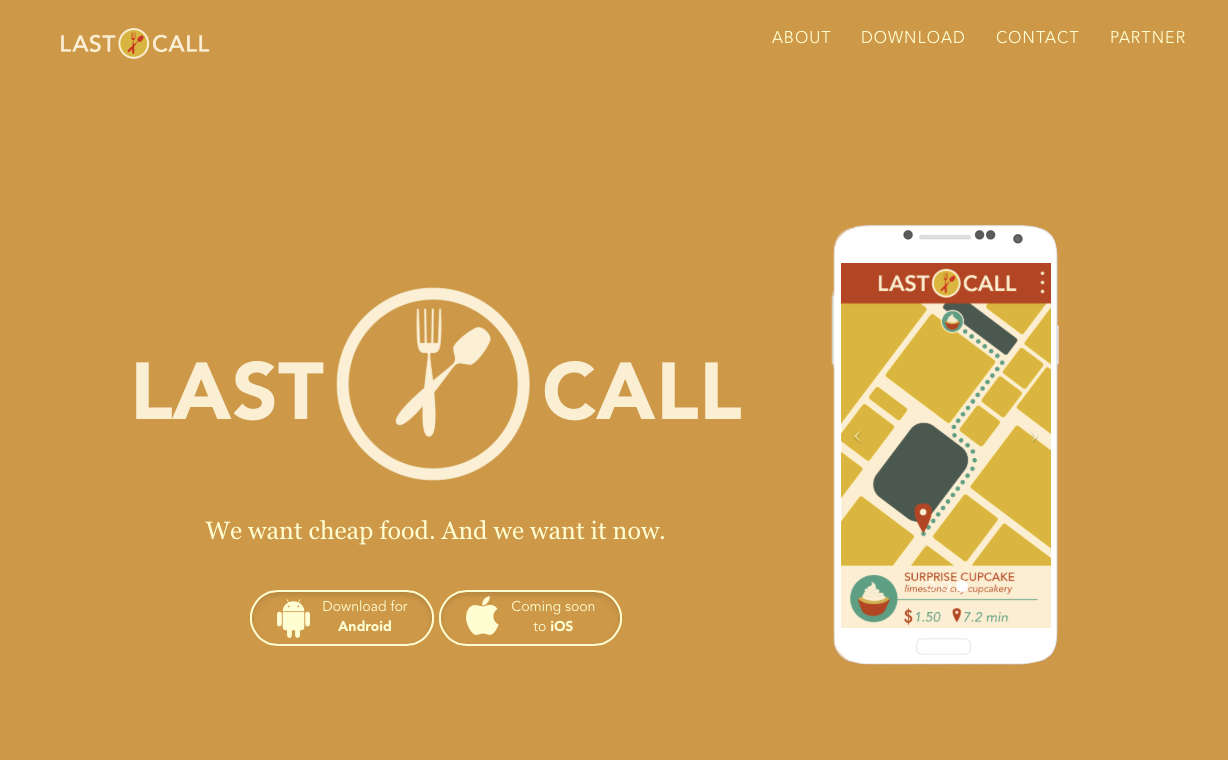 LAST CALL
ABOUT DOWNLOAD CONTACT PARTNER
LAST CALL
We want cheap food. And we want it now.
Download for
Android
Coming soon
to iOS
LAST CALL
SURPRISE CUPCAKE
limestone city cupcakery
$ 1.50 7.2 min